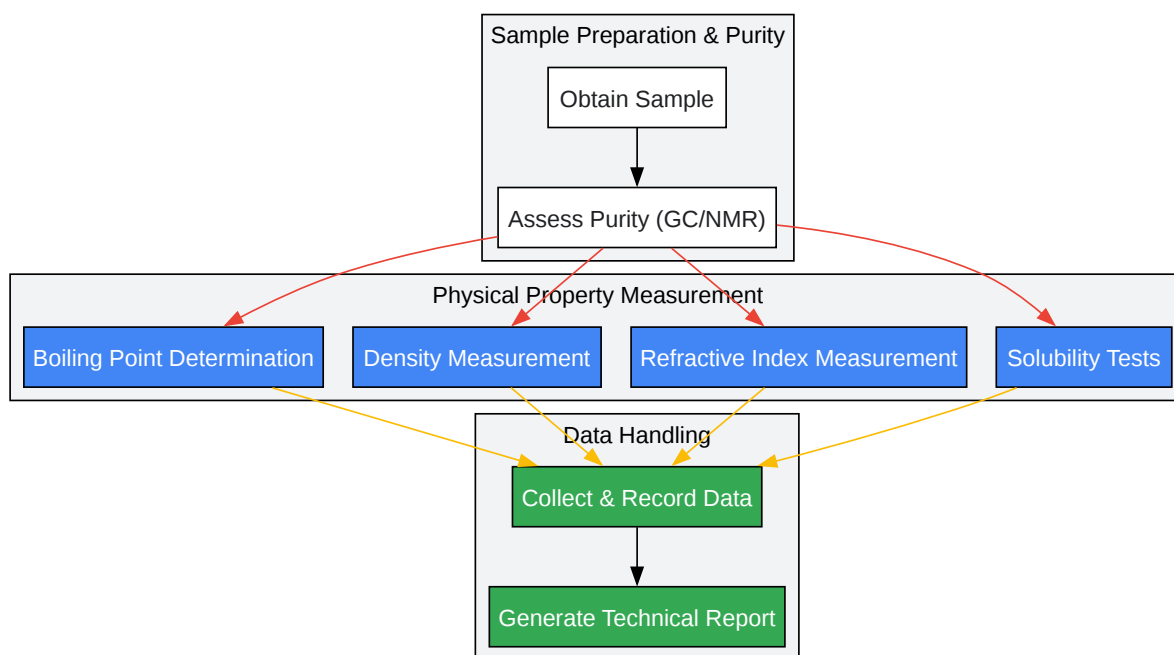 Sample Preparation & Purity
Obtain Sample
Assess Purity (GC/NMR)
Physical Property Measurement
Boiling Point Determination
Density Measurement
Refractive Index Measurement
Solubility Tests
Data Handling
Collect & Record Data
Generate Technical Report